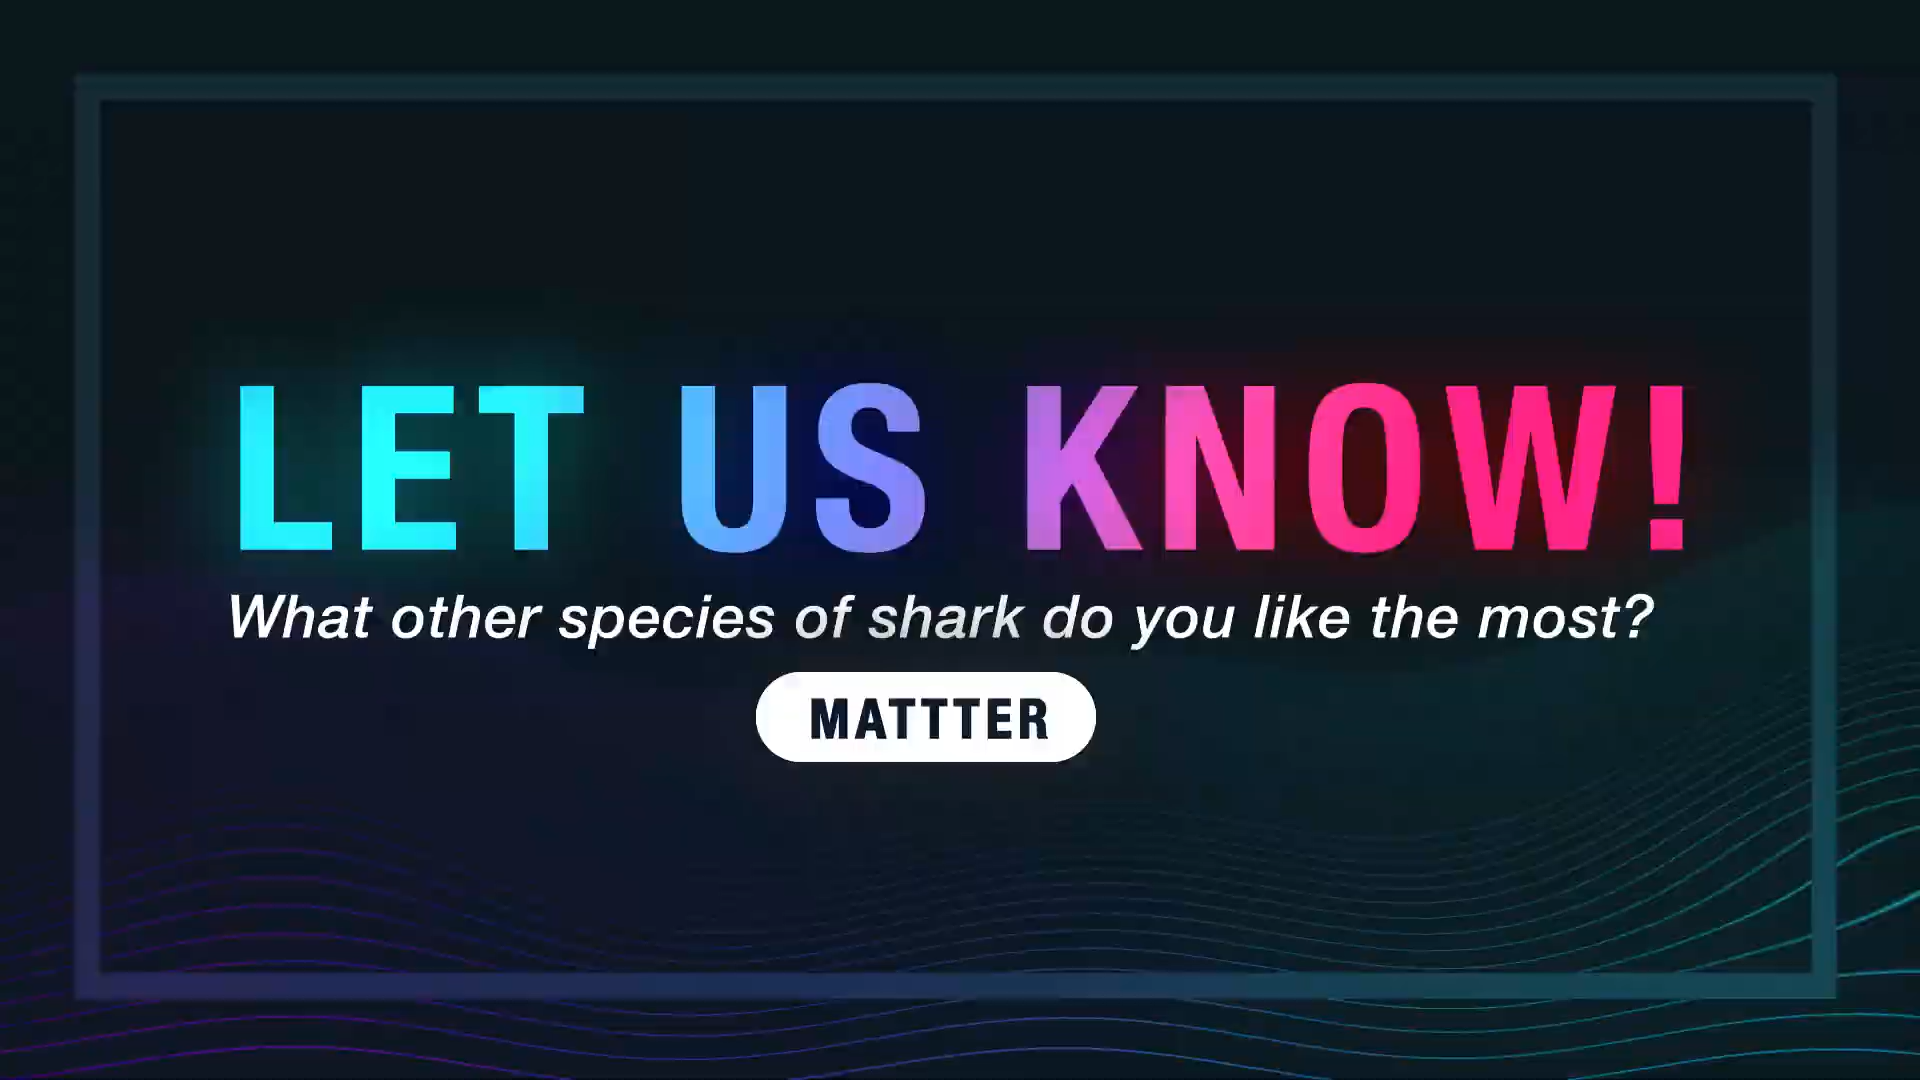 LET US KNOW!
What other species of shark do you like the most?
MATTTER